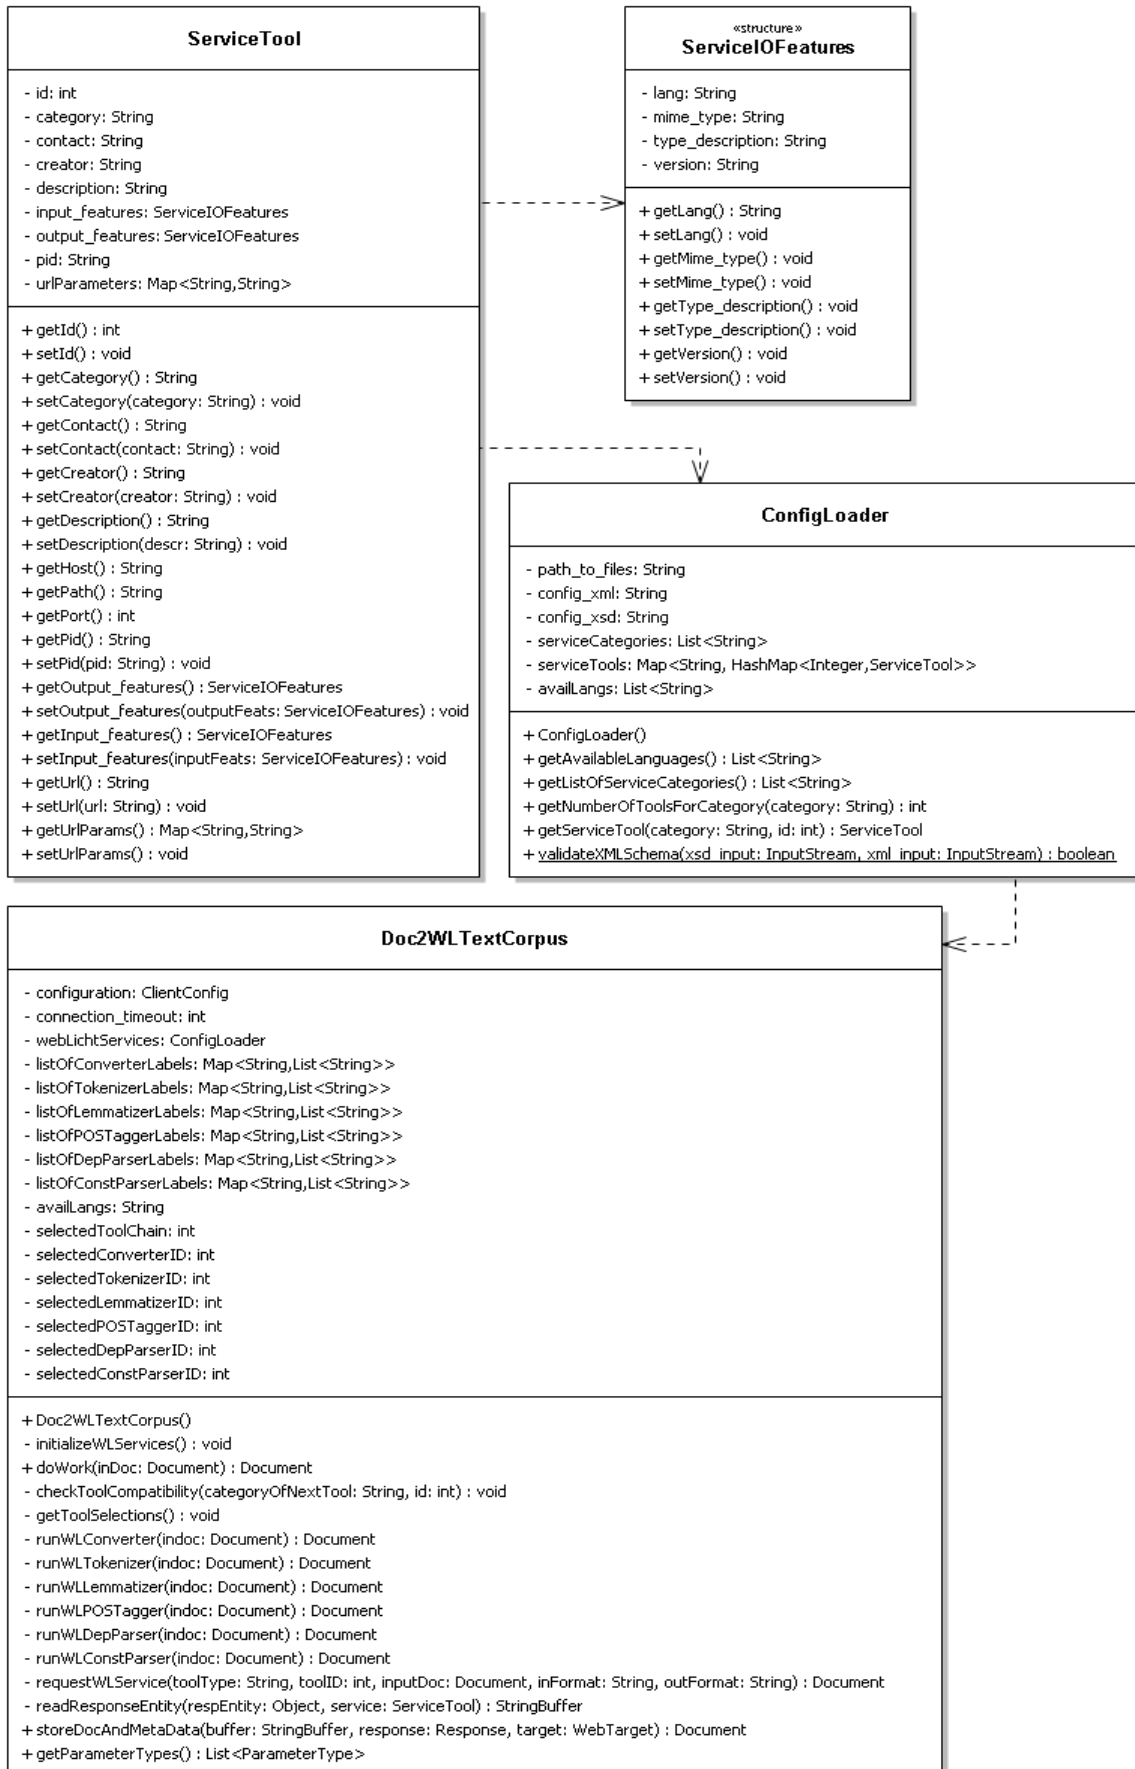 ServiceTool
- id: int
- category: String
- contact: String
- creator: String
- description: String
- input_features: ServiceIOFeatures
- output_features: ServiceIOFeatures
- pid: String
- urlParameters: Map<String,String>
+ getId() : int
+ setId() : void
+ getCategory() : String
+ setCategory(category: String) : void
+ getContact() : String
+ setContact(contact: String) : void
+ getCreator() : String
+ setCreator(creator: String) : void
+ getDescription() : String
+ setDescription(descr: String) : void
+ getHost() : String
+ getPath() : String
+ getPort() : int
+ getPid() : String
+ setPid(pid: String) : void
+ getOutput_features() : ServiceIOFeatures
+ setOutput_features(outputFeats: ServiceIOFeatures) : void
+ getInput_features() : ServiceIOFeatures
+ setInput_features(inputFeats: ServiceIOFeatures) : void
+ getUrl() : String
+ setUrl(url: String) : void
+ getUrlParams() : Map<String,String>
+ setUrlParams() : void
«structure»
ServiceIOFeatures
- lang: String
- mime_type: String
- type_description: String
- version: String
+ getLang() : String
+ setLang() : void
+ getMime_type() : void
+ setMime_type() : void
+ getType_description() : void
+ setType_description() : void
+ getVersion() : void
+ setVersion() : void
ConfigLoader
- path_to_files: String
- config_xml: String
- config_xsd: String
- serviceCategories: List<String>
- serviceTools: Map<String, HashMap<Integer,ServiceTool>>
- availLangs: List<String>
+ ConfigLoader()
+ getAvailableLanguages() : List<String>
+ getListOfServiceCategories() : List<String>
+ getNumberOfToolsForCategory(category: String) : int
+ getServiceTool(category: String, id: int) : ServiceTool
+ validateXMLSchema(xsd_input: InputStream, xml_input: InputStream) : boolean
Doc2WLTextCorpus
- configuration: ClientConfig
- connection_timeout: int
- webLichtServices: ConfigLoader
- listOfConverterLabels: Map<String,List<String>>
- listOfTokenizerLabels: Map<String,List<String>>
- listOfLemmatizerLabels: Map<String,List<String>>
- listOfPOSTaggerLabels: Map<String,List<String>>
- listOfDepParserLabels: Map<String,List<String>>
- listOfConstParserLabels: Map<String,List<String>>
- availLangs: String
- selectedToolChain: int
- selectedConverterID: int
- selectedTokenizerID: int
- selectedLemmatizerID: int
- selectedPOSTaggerID: int
- selectedDepParserID: int
- selectedConstParserID: int
+ Doc2WLTextCorpus()
- initializeWLServices() : void
+ doWork(inDoc: Document) : Document
- checkToolCompatibility(categoryOfNextTool: String, id: int) : void
- getToolSelections() : void
- runWLConverter(indoc: Document) : Document
- runWLTokenizer(indoc: Document) : Document
- runWLLemmatizer(indoc: Document) : Document
- runWLPOSTagger(indoc: Document) : Document
- runWLDepParser(indoc: Document) : Document
- runWLConstParser(indoc: Document) : Document
- requestWLService(toolType: String, toolID: int, inputDoc: Document, inFormat: String, outFormat: String) : Document
- readResponseEntity(respEntity: Object, service: ServiceTool) : StringBuffer
+ storeDocAndMetaData(buffer: StringBuffer, response: Response, target: WebTarget) : Document
+ getParameterTypes() : List<ParameterType>